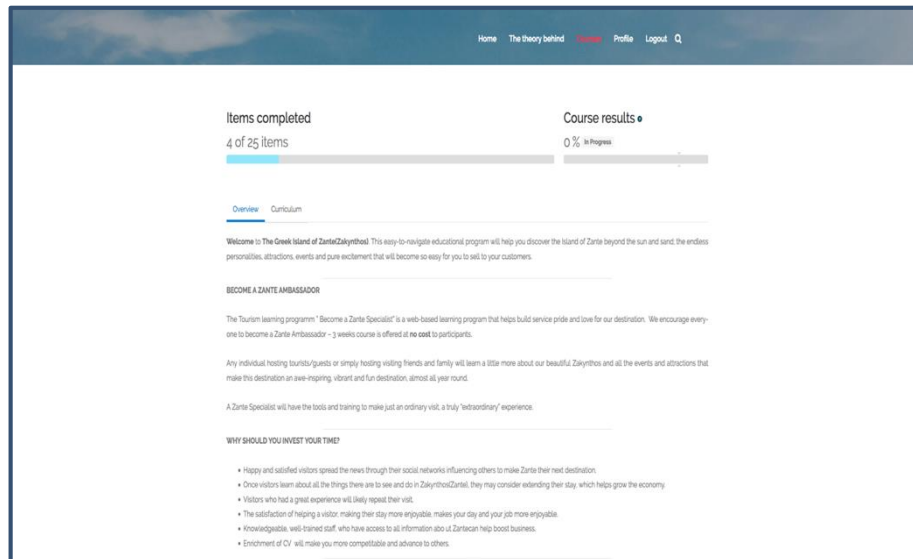 Home The theory behind Profile Logout
Items completed
4 of 25 items
Course results
0% In Progress
Overview Curriculum
Welcome to The Greek Island of Zante(Zakynthos). This easy-to-navigate educational program will help you discover the Island of Zante beyond the sun and sand, the endless
personalities, attractions, events and pure excitement that will become so easy for you to sell to your customers.
BECOME A ZANTE AMBASSADOR
The Tourism learning programm " Become a Zante Specialist" is a web-based learning program that helps build service pride and love for our destination. We encourage every-
one to become a Zante Ambassador – 3 weeks course is offered at no cost to participants.
Any individual hosting tourists/guests or simply hosting visiting friends and family will learn a little more about our beautiful Zakynthos and all the events and attractions that
make this destination an awe-inspiring, vibrant and fun destination, almost all year round.
A Zante Specialist will have the tools and training to make just an ordinary visit, a truly "extraordinary" experience.
WHY SHOULD YOU INVEST YOUR TIME?
Happy and satisfied visitors spread the news through their social networks influencing others to make Zante their next destination.
Once visitors learn about all the things there are to see and do in Zakynthos(Zante), they may consider extending their stay, which helps grow the economy.
Visitors who had a great experience will likely repeat their visit.
The satisfaction of helping a visitor, making their stay more enjoyable, makes your day and your job more enjoyable.
Knowledgeable, well-trained staff, who have access to all information abo ut Zantecan help boost business.
Enrichment of CV will make you more competitable and advance to others.